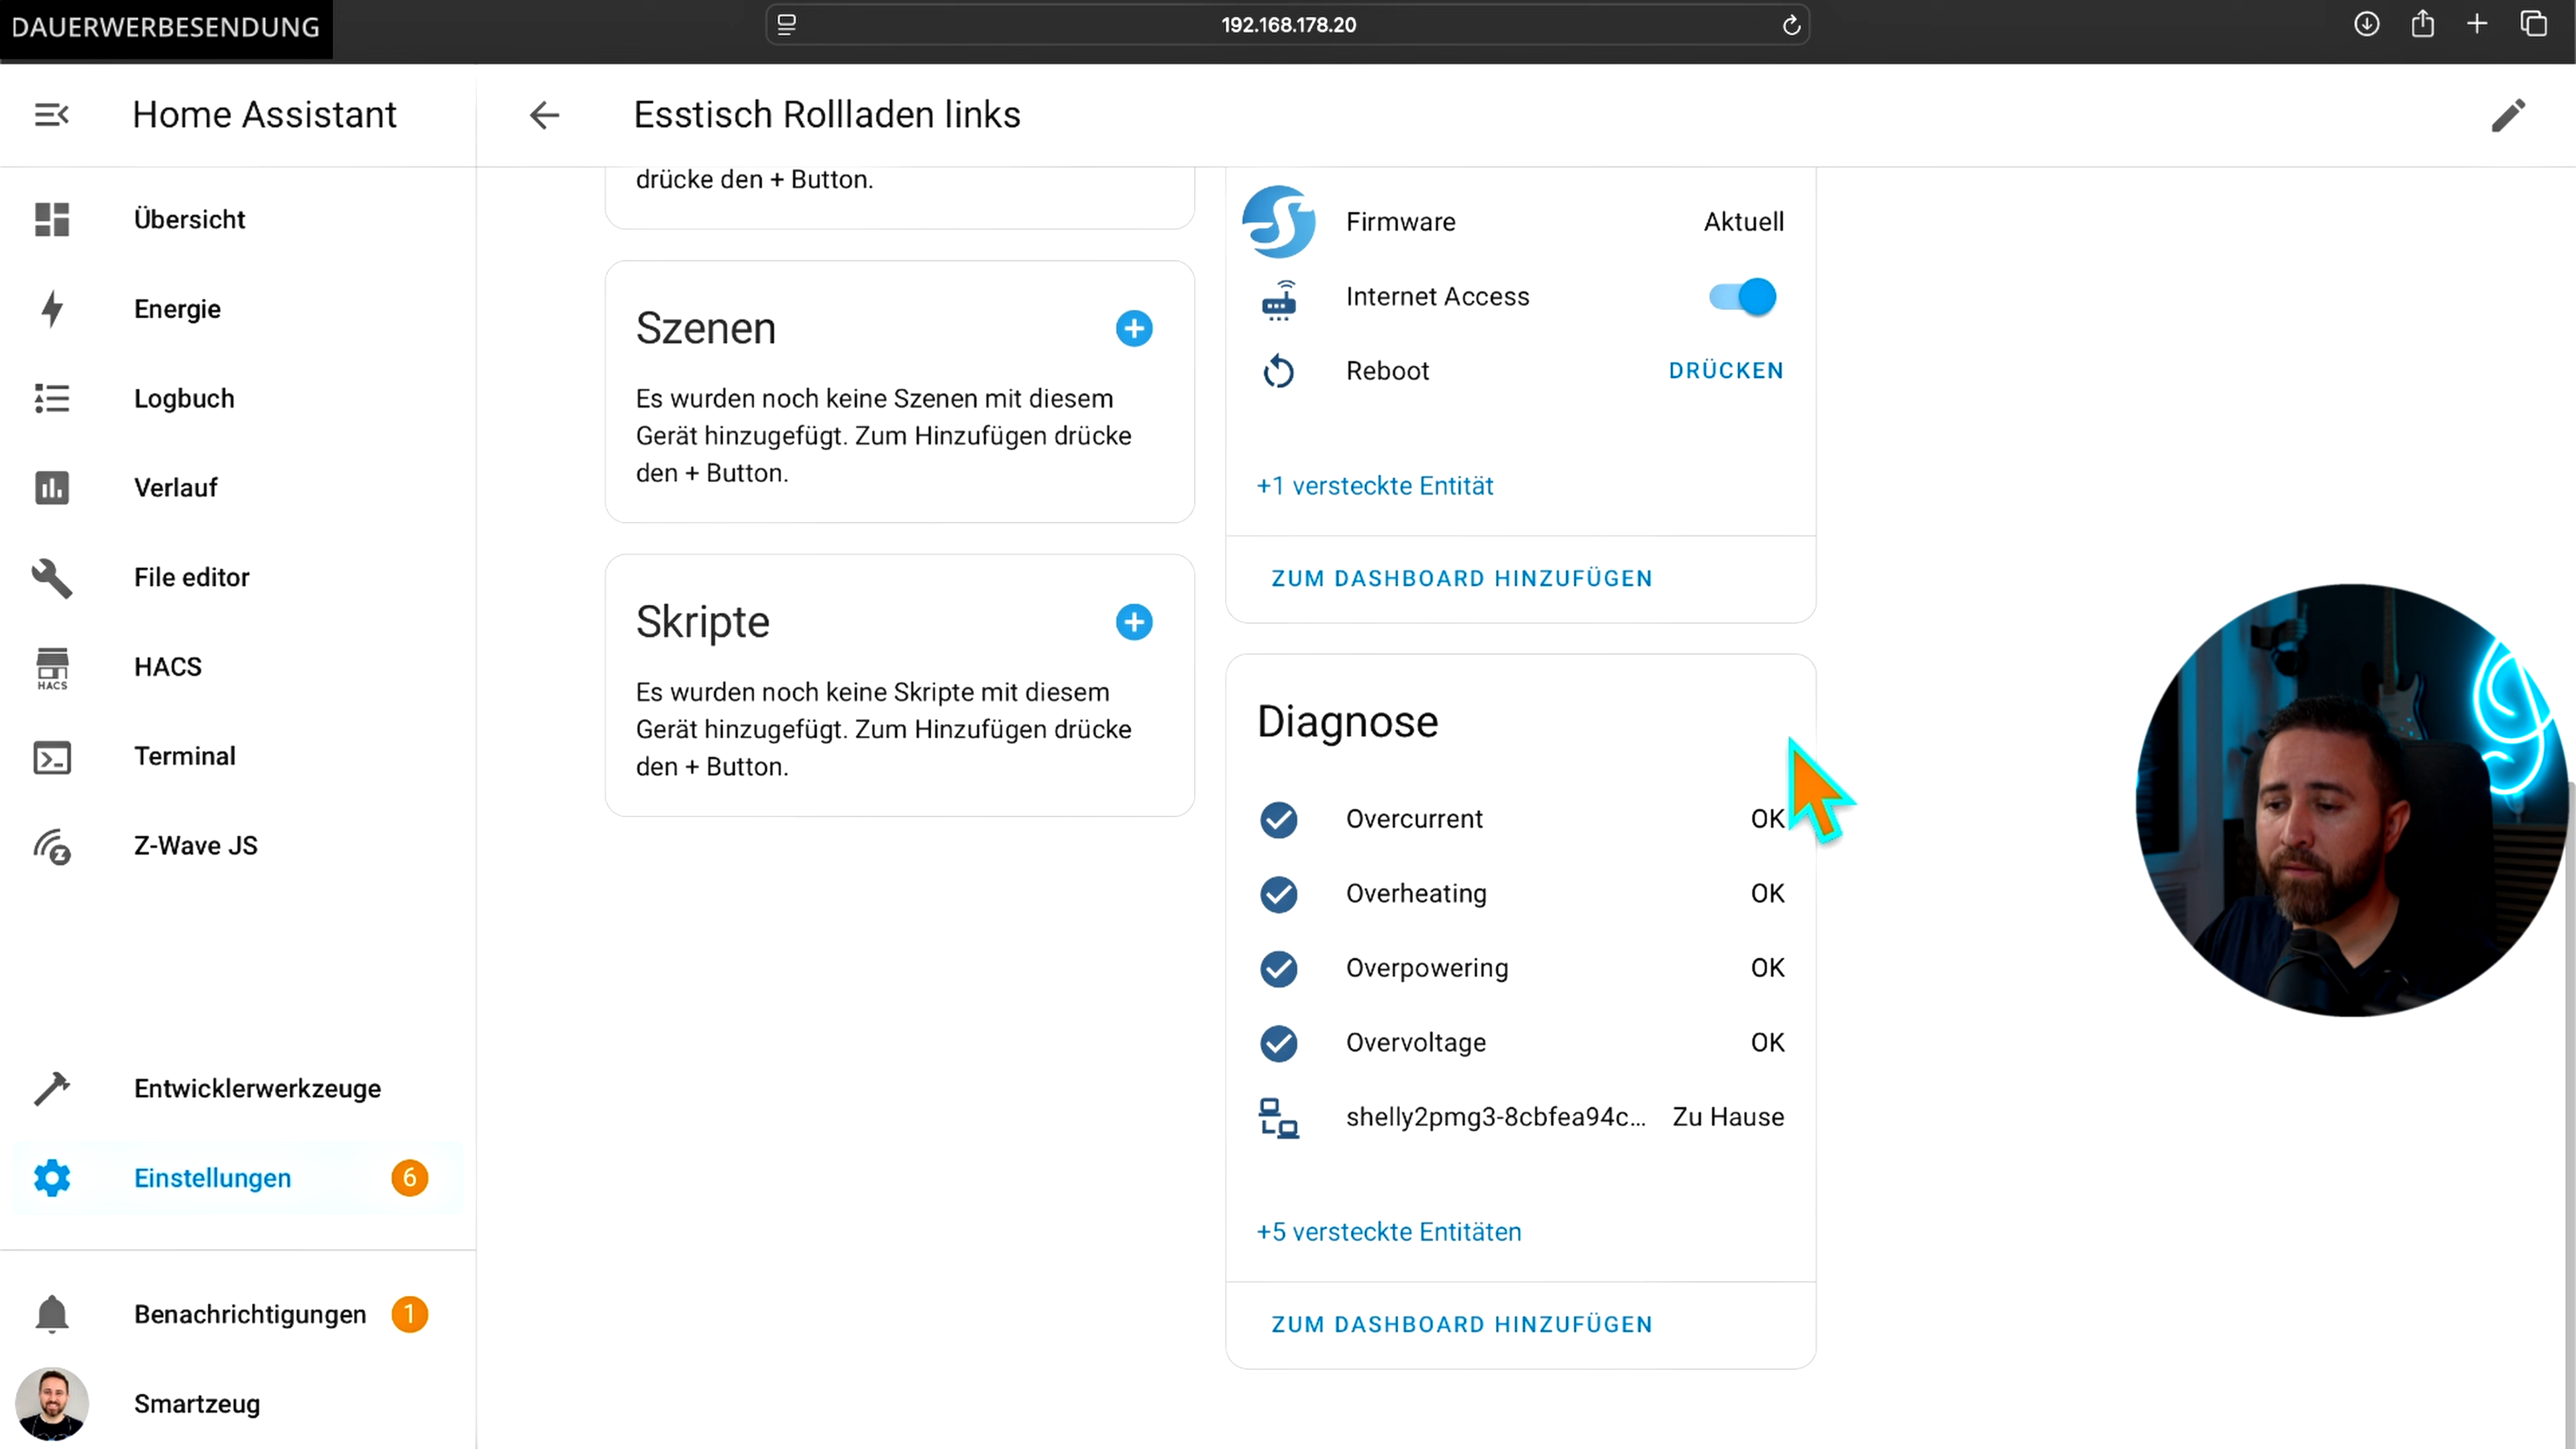 DAUERWERBESENDUNG
192.168.178.20
Home Assistant
Esstisch Rollladen links
Übersicht
Energie
Logbuch
Verlauf
File editor
HACS
HACS
Terminal
Z-Wave JS
Entwicklerwerkzeuge
Einstellungen 6
Benachrichtigungen 1
Smartzeug
drücke den + Button.
Szenen
Es wurden noch keine Szenen mit diesem
Gerät hinzugefügt. Zum Hinzufügen drücke
den + Button.
Skripte
Es wurden noch keine Skripte mit diesem
Gerät hinzugefügt. Zum Hinzufügen drücke
den + Button.
Firmware Aktuell
Internet Access
Reboot DRÜCKEN
+1 versteckte Entität
ZUM DASHBOARD HINZUFÜGEN
Diagnose
Overcurrent OK
Overheating OK
Overpowering OK
Overvoltage OK
shelly2pmg3-8cbfea94c... Zu Hause
+5 versteckte Entitäten
ZUM DASHBOARD HINZUFÜGEN